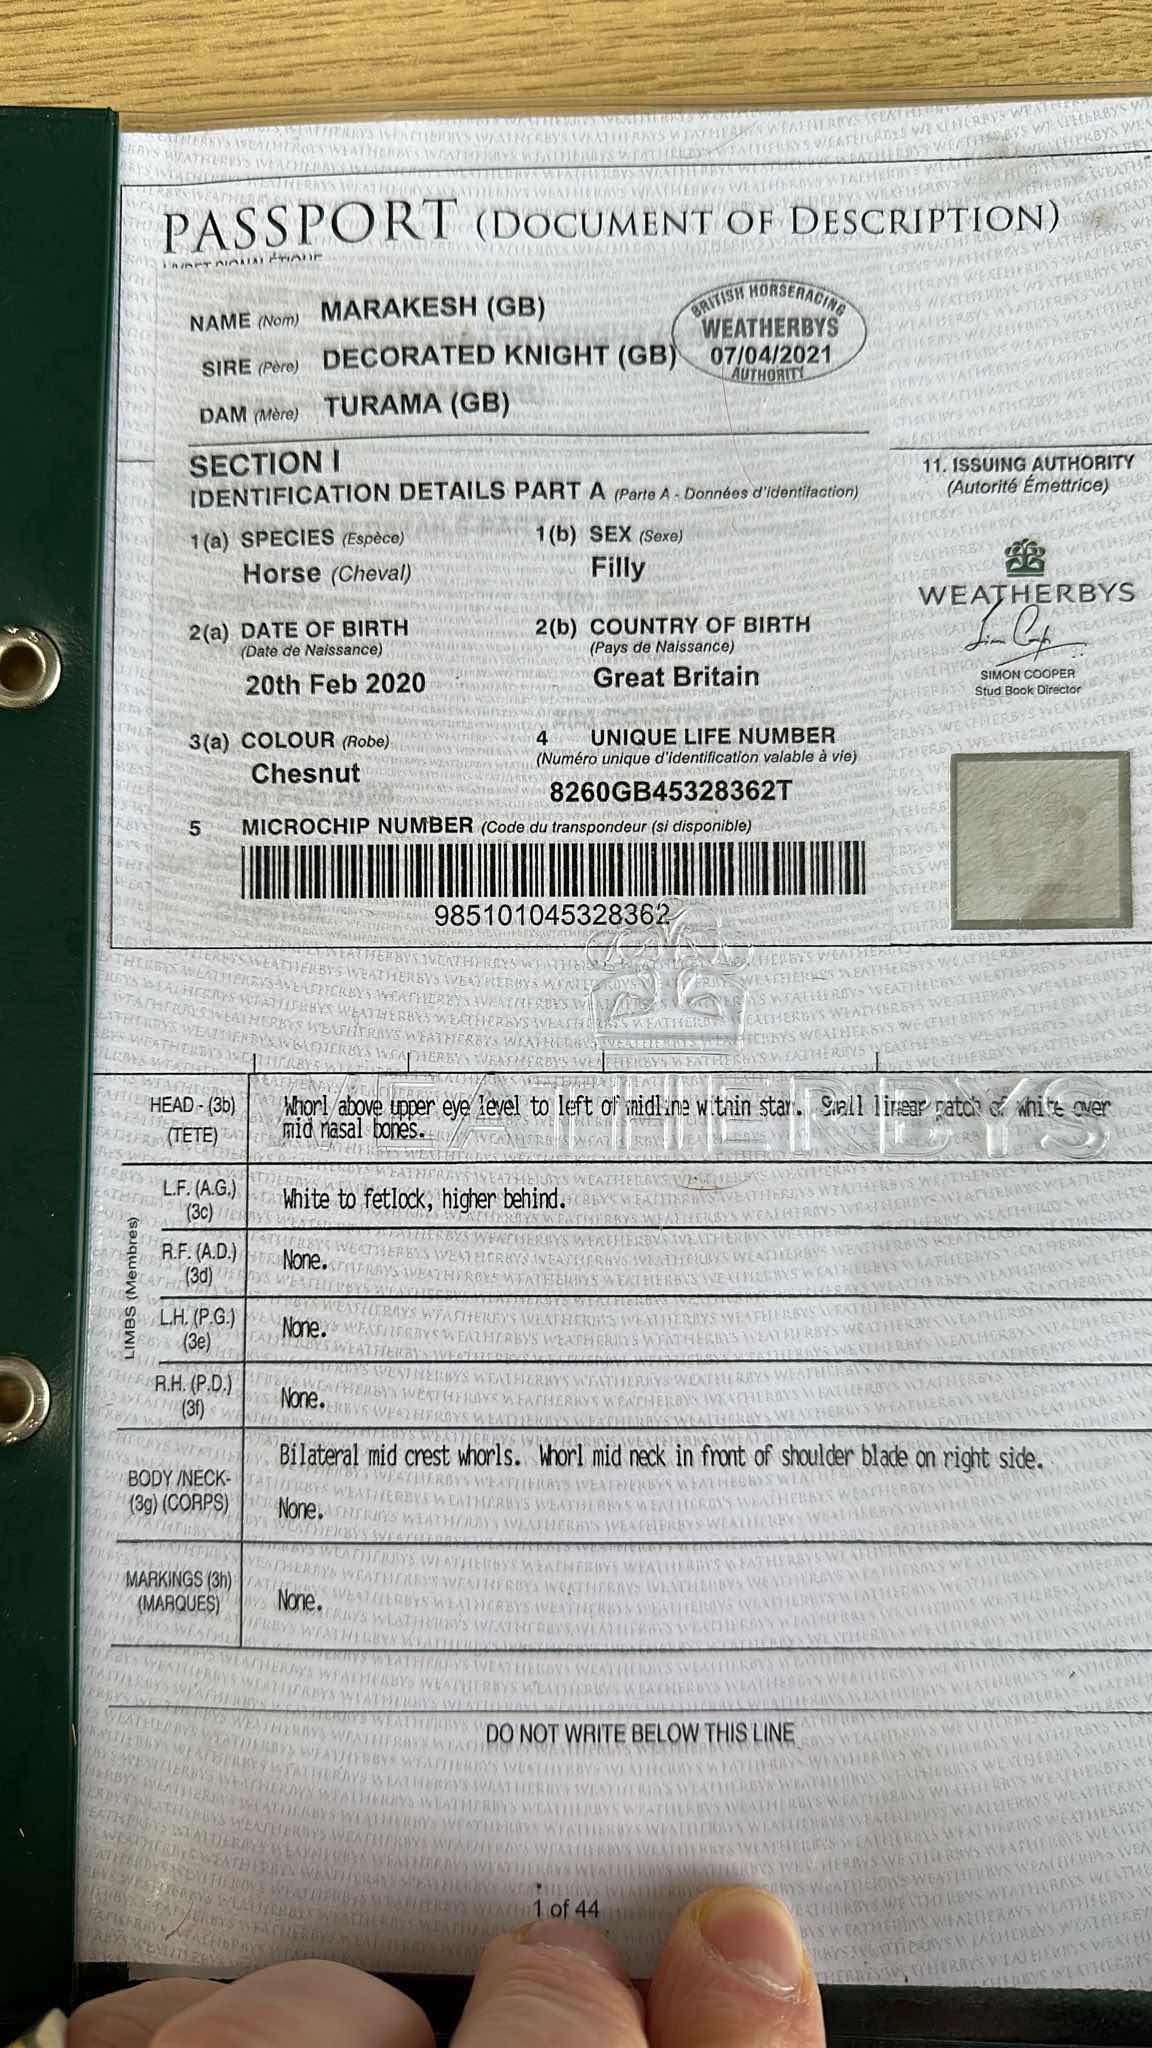 PASSPORT (DOCUMENT OF DESCRIPTION)
NAME (Nom) MARAKESH (GB)
SIRE (Père) DECORATED KNIGHT (GB)
DAM (Mère) TURAMA (GB)
BRITISH HORSERACING
WEATHERBYS
07/04/2021
AUTHORITY
SECTION I
IDENTIFICATION DETAILS PART A (Parte A - Données d'identifaction)
1(a) SPECIES (Espèce)
Horse (Cheval)
1(b) SEX (Sexe)
Filly
2(a) DATE OF BIRTH
(Date de Naissance)
20th Feb 2020
2(b) COUNTRY OF BIRTH
(Pays de Naissance)
Great Britain
3(a) COLOUR (Robe)
Chesnut
4 UNIQUE LIFE NUMBER
(Numéro unique d'identification valable à vie)
8260GB45328362T
5 MICROCHIP NUMBER (Code du transpondeur (si disponible)
985101045328362
11. ISSUING AUTHORITY
(Autorité Émettrice)
WEATHERBYS
SIMON COOPER
Stud Book Director
HEAD - (3b)
(TETE)
Whorl above upper eye level to left of midline within star. Small linear patch of white over
mid nasal bones.
LIMBS (Membres)
L.F. (A.G.)
(3c)
White to fetlock, higher behind.
R.F. (A.D.)
(3d)
None.
L.H. (P.G.)
(3e)
None.
R.H. (P.D.)
(3f)
None.
BODY /NECK-
(3g) (CORPS)
Bilateral mid crest whorls. Whorl mid neck in front of shoulder blade on right side.
None.
MARKINGS (3h)
(MARQUES)
None.
DO NOT WRITE BELOW THIS LINE
1 of 44